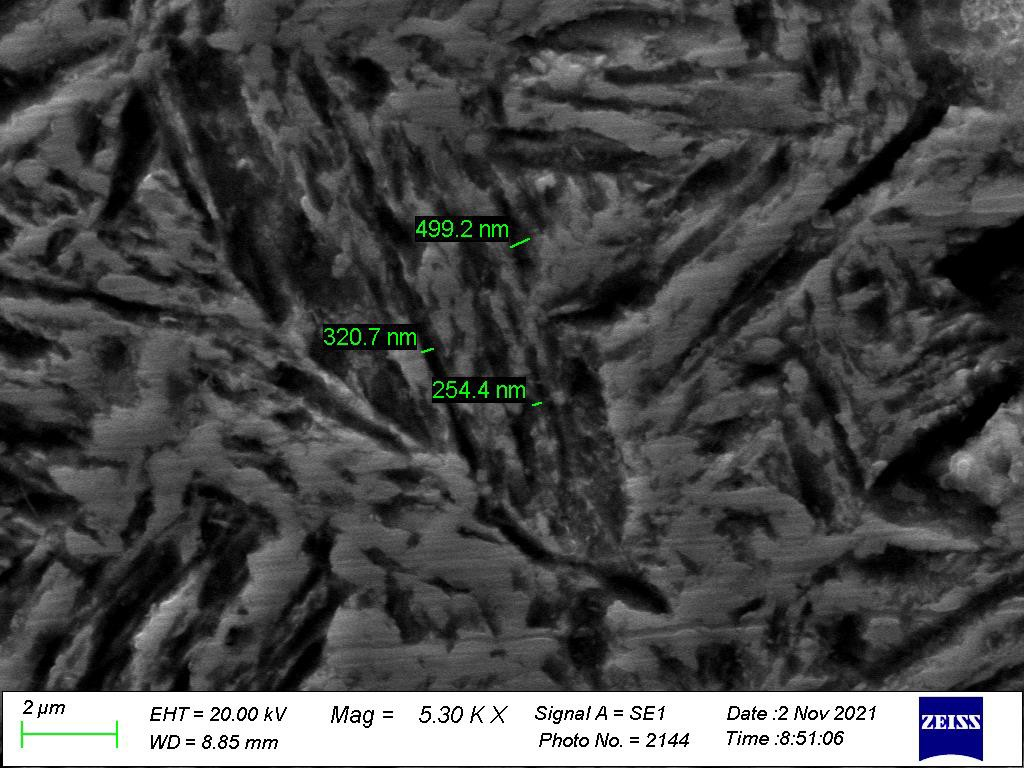 499.2 nm
320.7 nm
254.4 nm
2 µm
EHT = 20.00 kV
WD = 8.85 mm
Mag = 5.30 K X
Signal A = SE1
Photo No. = 2144
Date :2 Nov 2021
Time :8:51:06
ZEISS